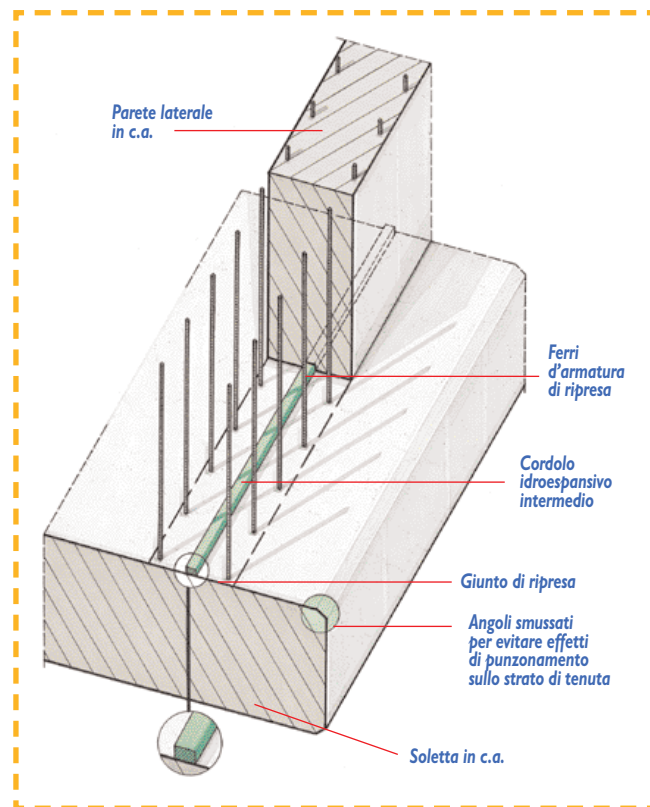 Parete laterale
in c.a.
Ferri
d'armatura
di ripresa
Cordolo
idroespansivo
intermedio
Giunto di ripresa
Angoli smussati
per evitare effetti
di punzonamento
sullo strato di tenuta
Soletta in c.a.